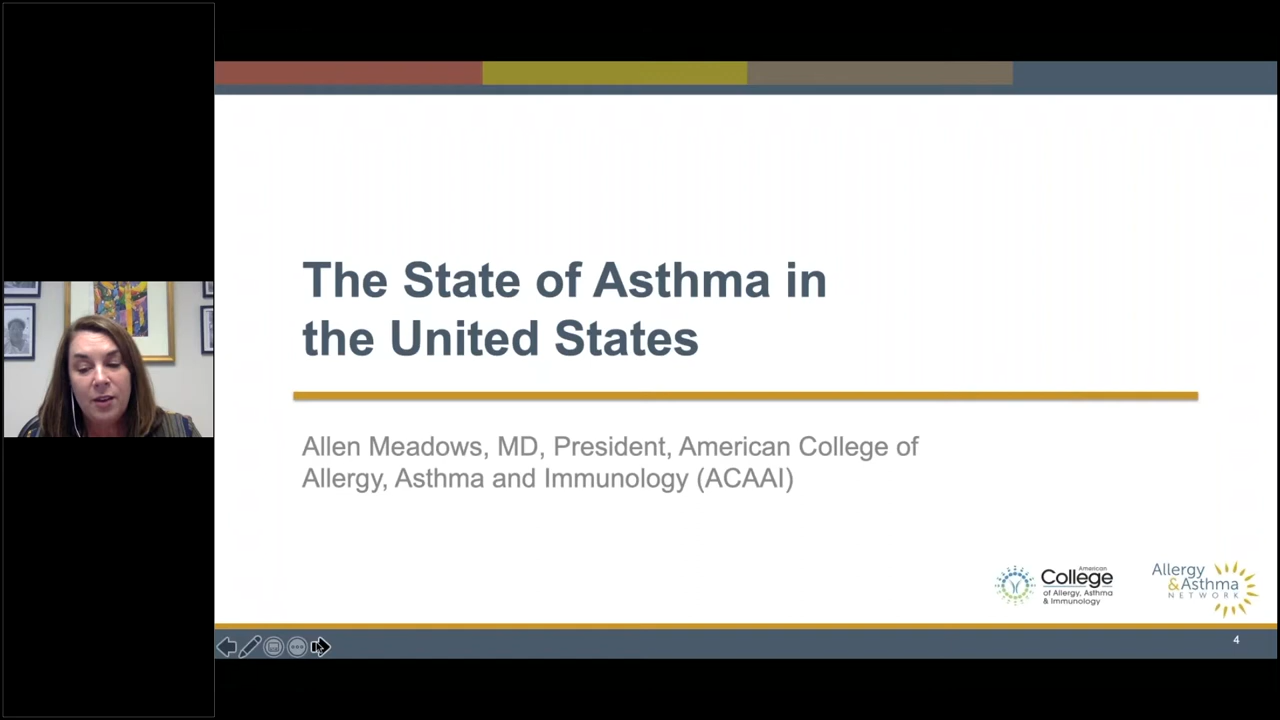 The State of Asthma in
the United States
Allen Meadows, MD, President, American College of
Allergy, Asthma and Immunology (ACAAI)
American
College
of Allergy, Asthma
& Immunology
Allergy
& Asthma
NETWORK
4